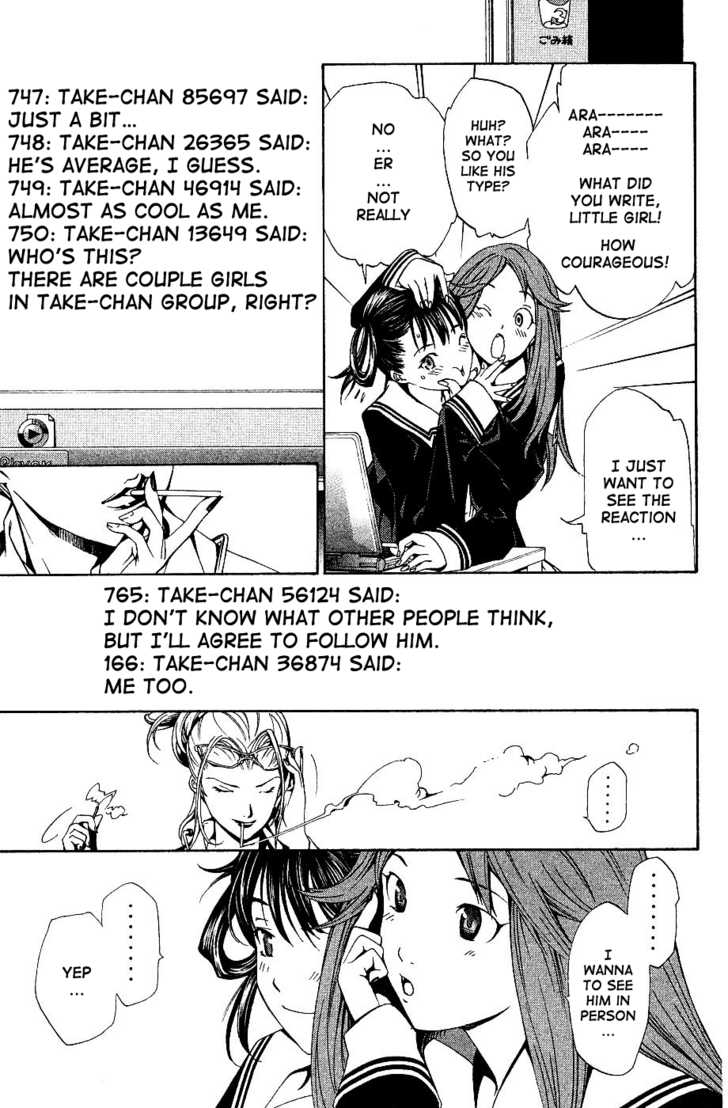 ごみ箱
ARA-------
ARA----
ARA----
WHAT DID
YOU WRITE,
LITTLE GIRL!
HOW
COURAGEOUS!
HUH?
WHAT?
SO YOU
LIKE HIS
TYPE?
NO
...
ER
...
NOT
REALLY
I JUST
WANT TO
SEE THE
REACTION
...
747: TAKE-CHAN 85697 SAID:
JUST A BIT...
748: TAKE-CHAN 26365 SAID:
HE'S AVERAGE, I GUESS.
749: TAKE-CHAN 46914 SAID:
ALMOST AS COOL AS ME.
750: TAKE-CHAN 13649 SAID:
WHO'S THIS?
THERE ARE COUPLE GIRLS
IN TAKE-CHAN GROUP, RIGHT?
765: TAKE-CHAN 56124 SAID:
I DON'T KNOW WHAT OTHER PEOPLE THINK,
BUT I'LL AGREE TO FOLLOW HIM.
166: TAKE-CHAN 36874 SAID:
ME TOO.
.....
......
I
WANNA
TO SEE
HIM IN
PERSON
...
.......
YEP
...